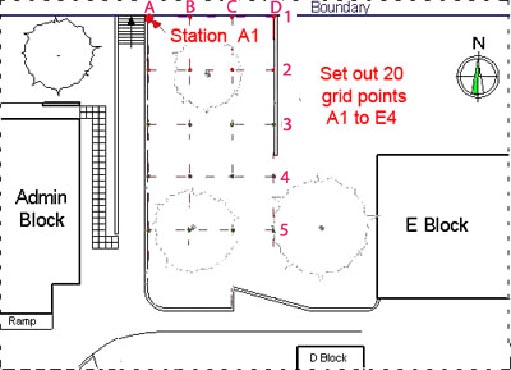 Boundary
A B C D 1
Station A1
N
2
Set out 20
grid points
A1 to E4
3
4
Admin
Block
E Block
5
Ramp
D Block